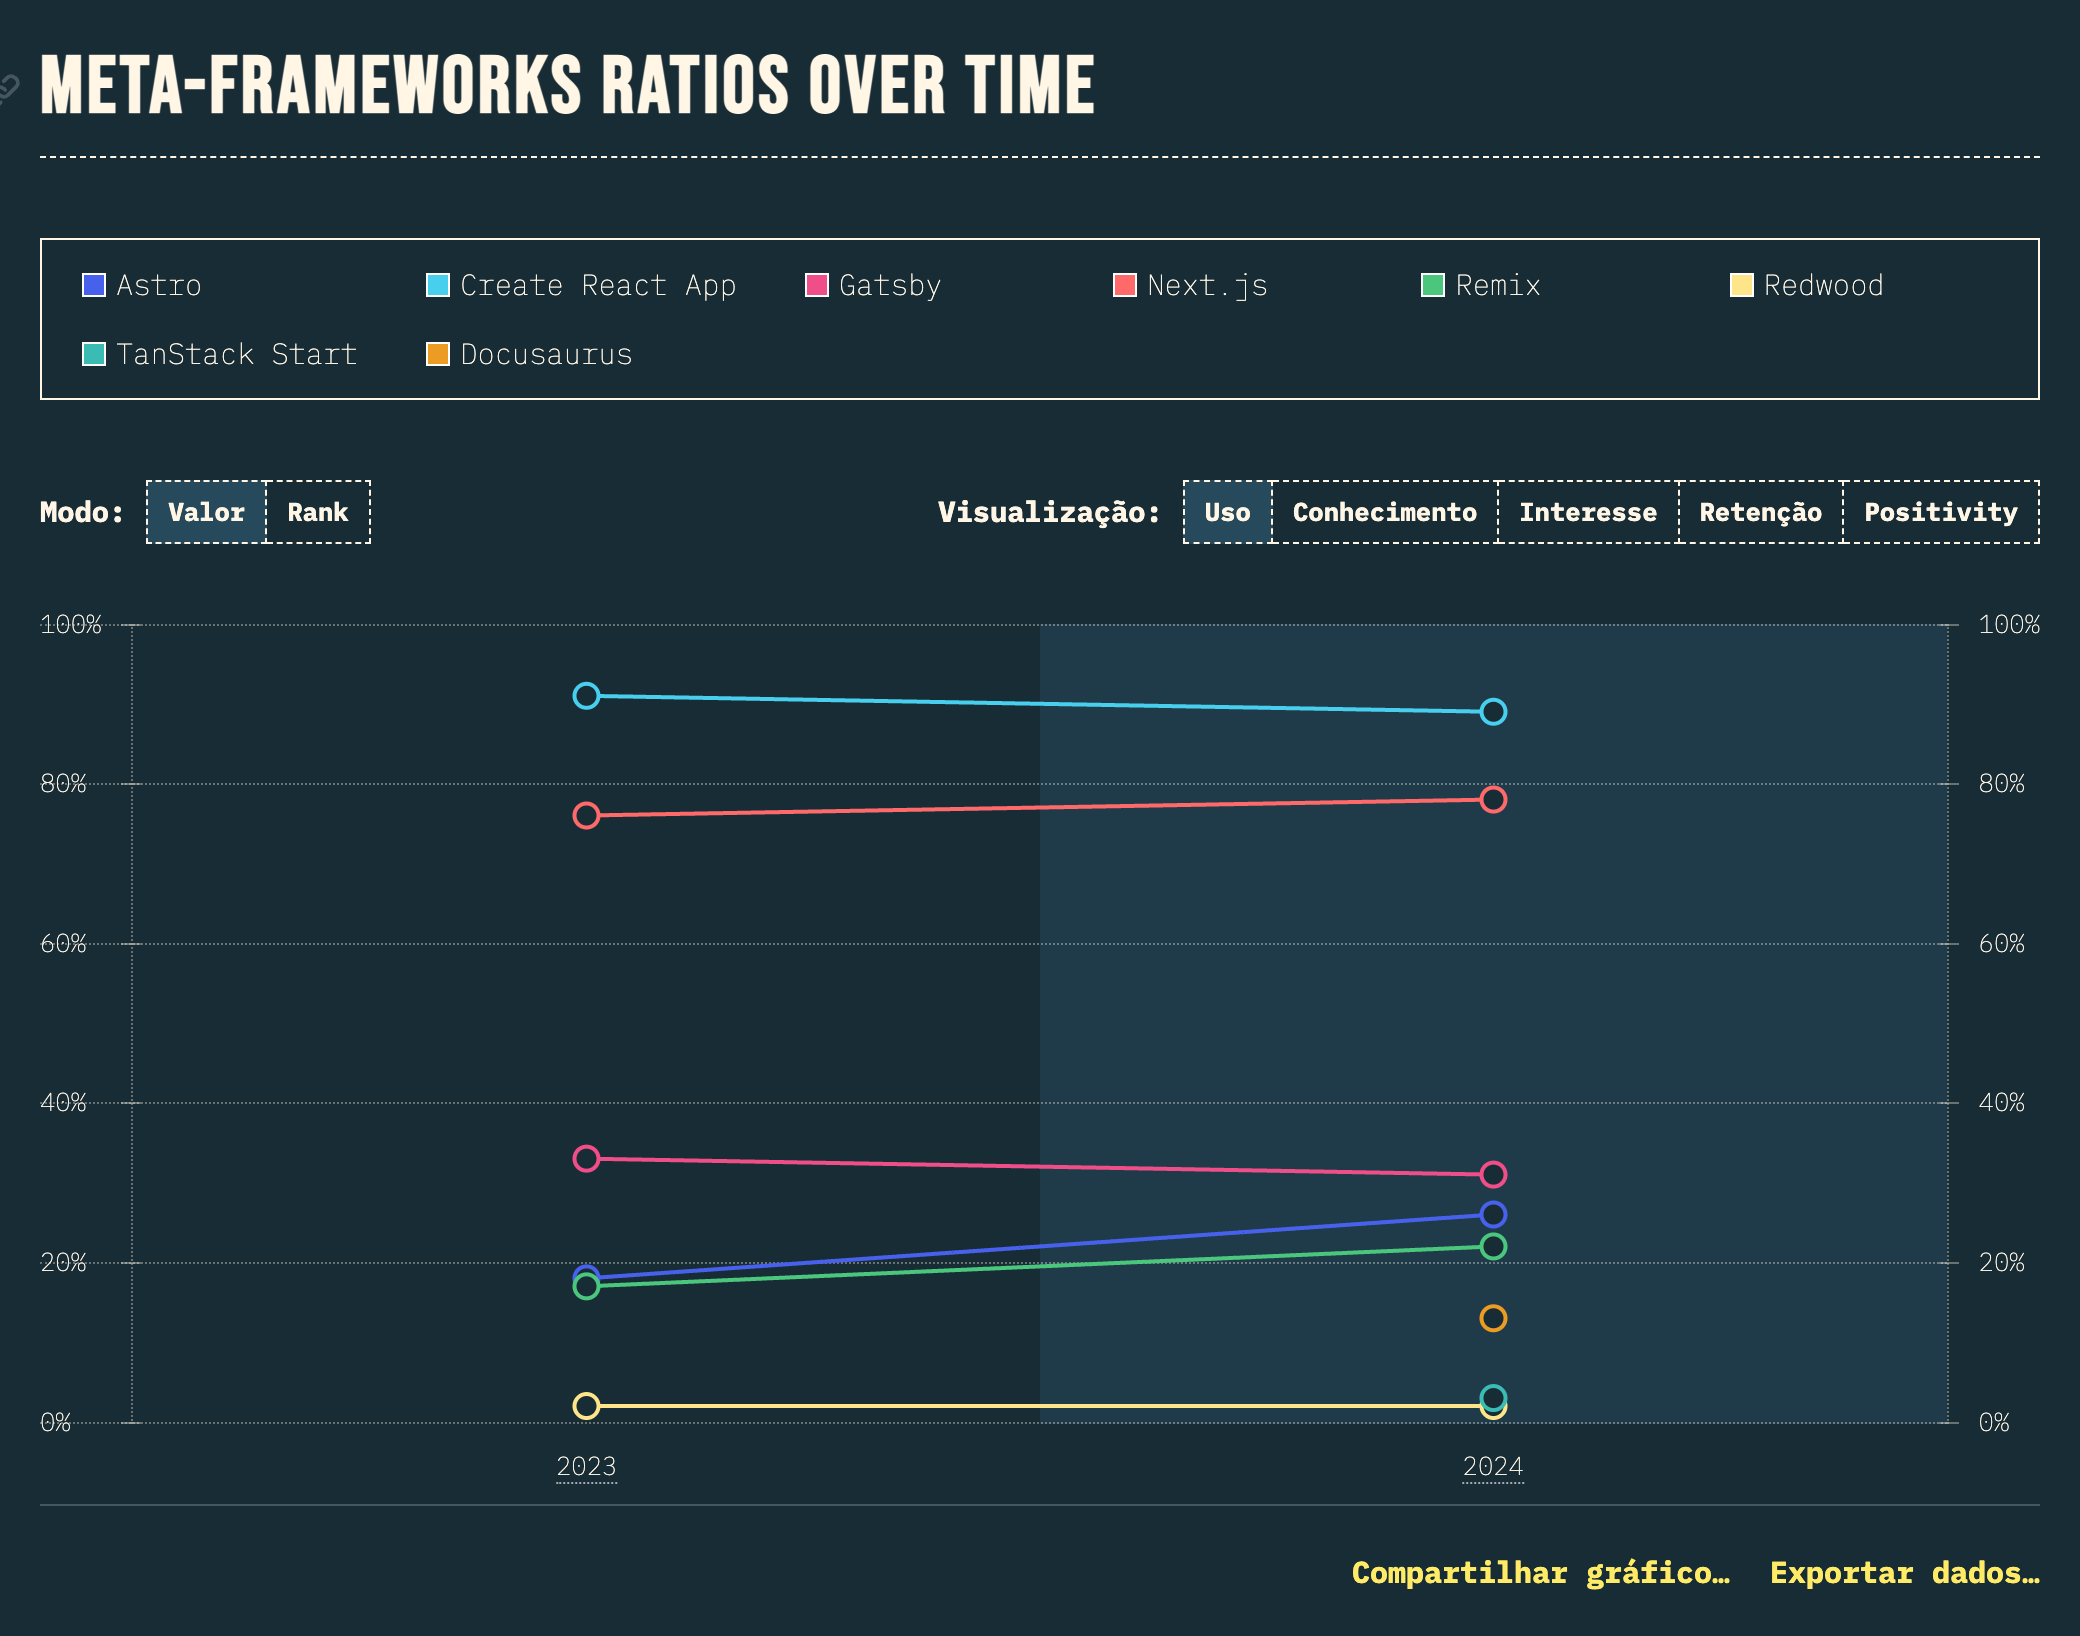 META-FRAMEWORKS RATIOS OVER TIME
Astro Create React App Gatsby Next.js Remix Redwood
TanStack Start Docusaurus
Modo: Valor Rank Visualização: Uso Conhecimento Interesse Retenção Positivity
100% 100%
80% 80%
60% 60%
40% 40%
20% 20%
0% 0%
2023 2024
Compartilhar gráfico… Exportar dados…